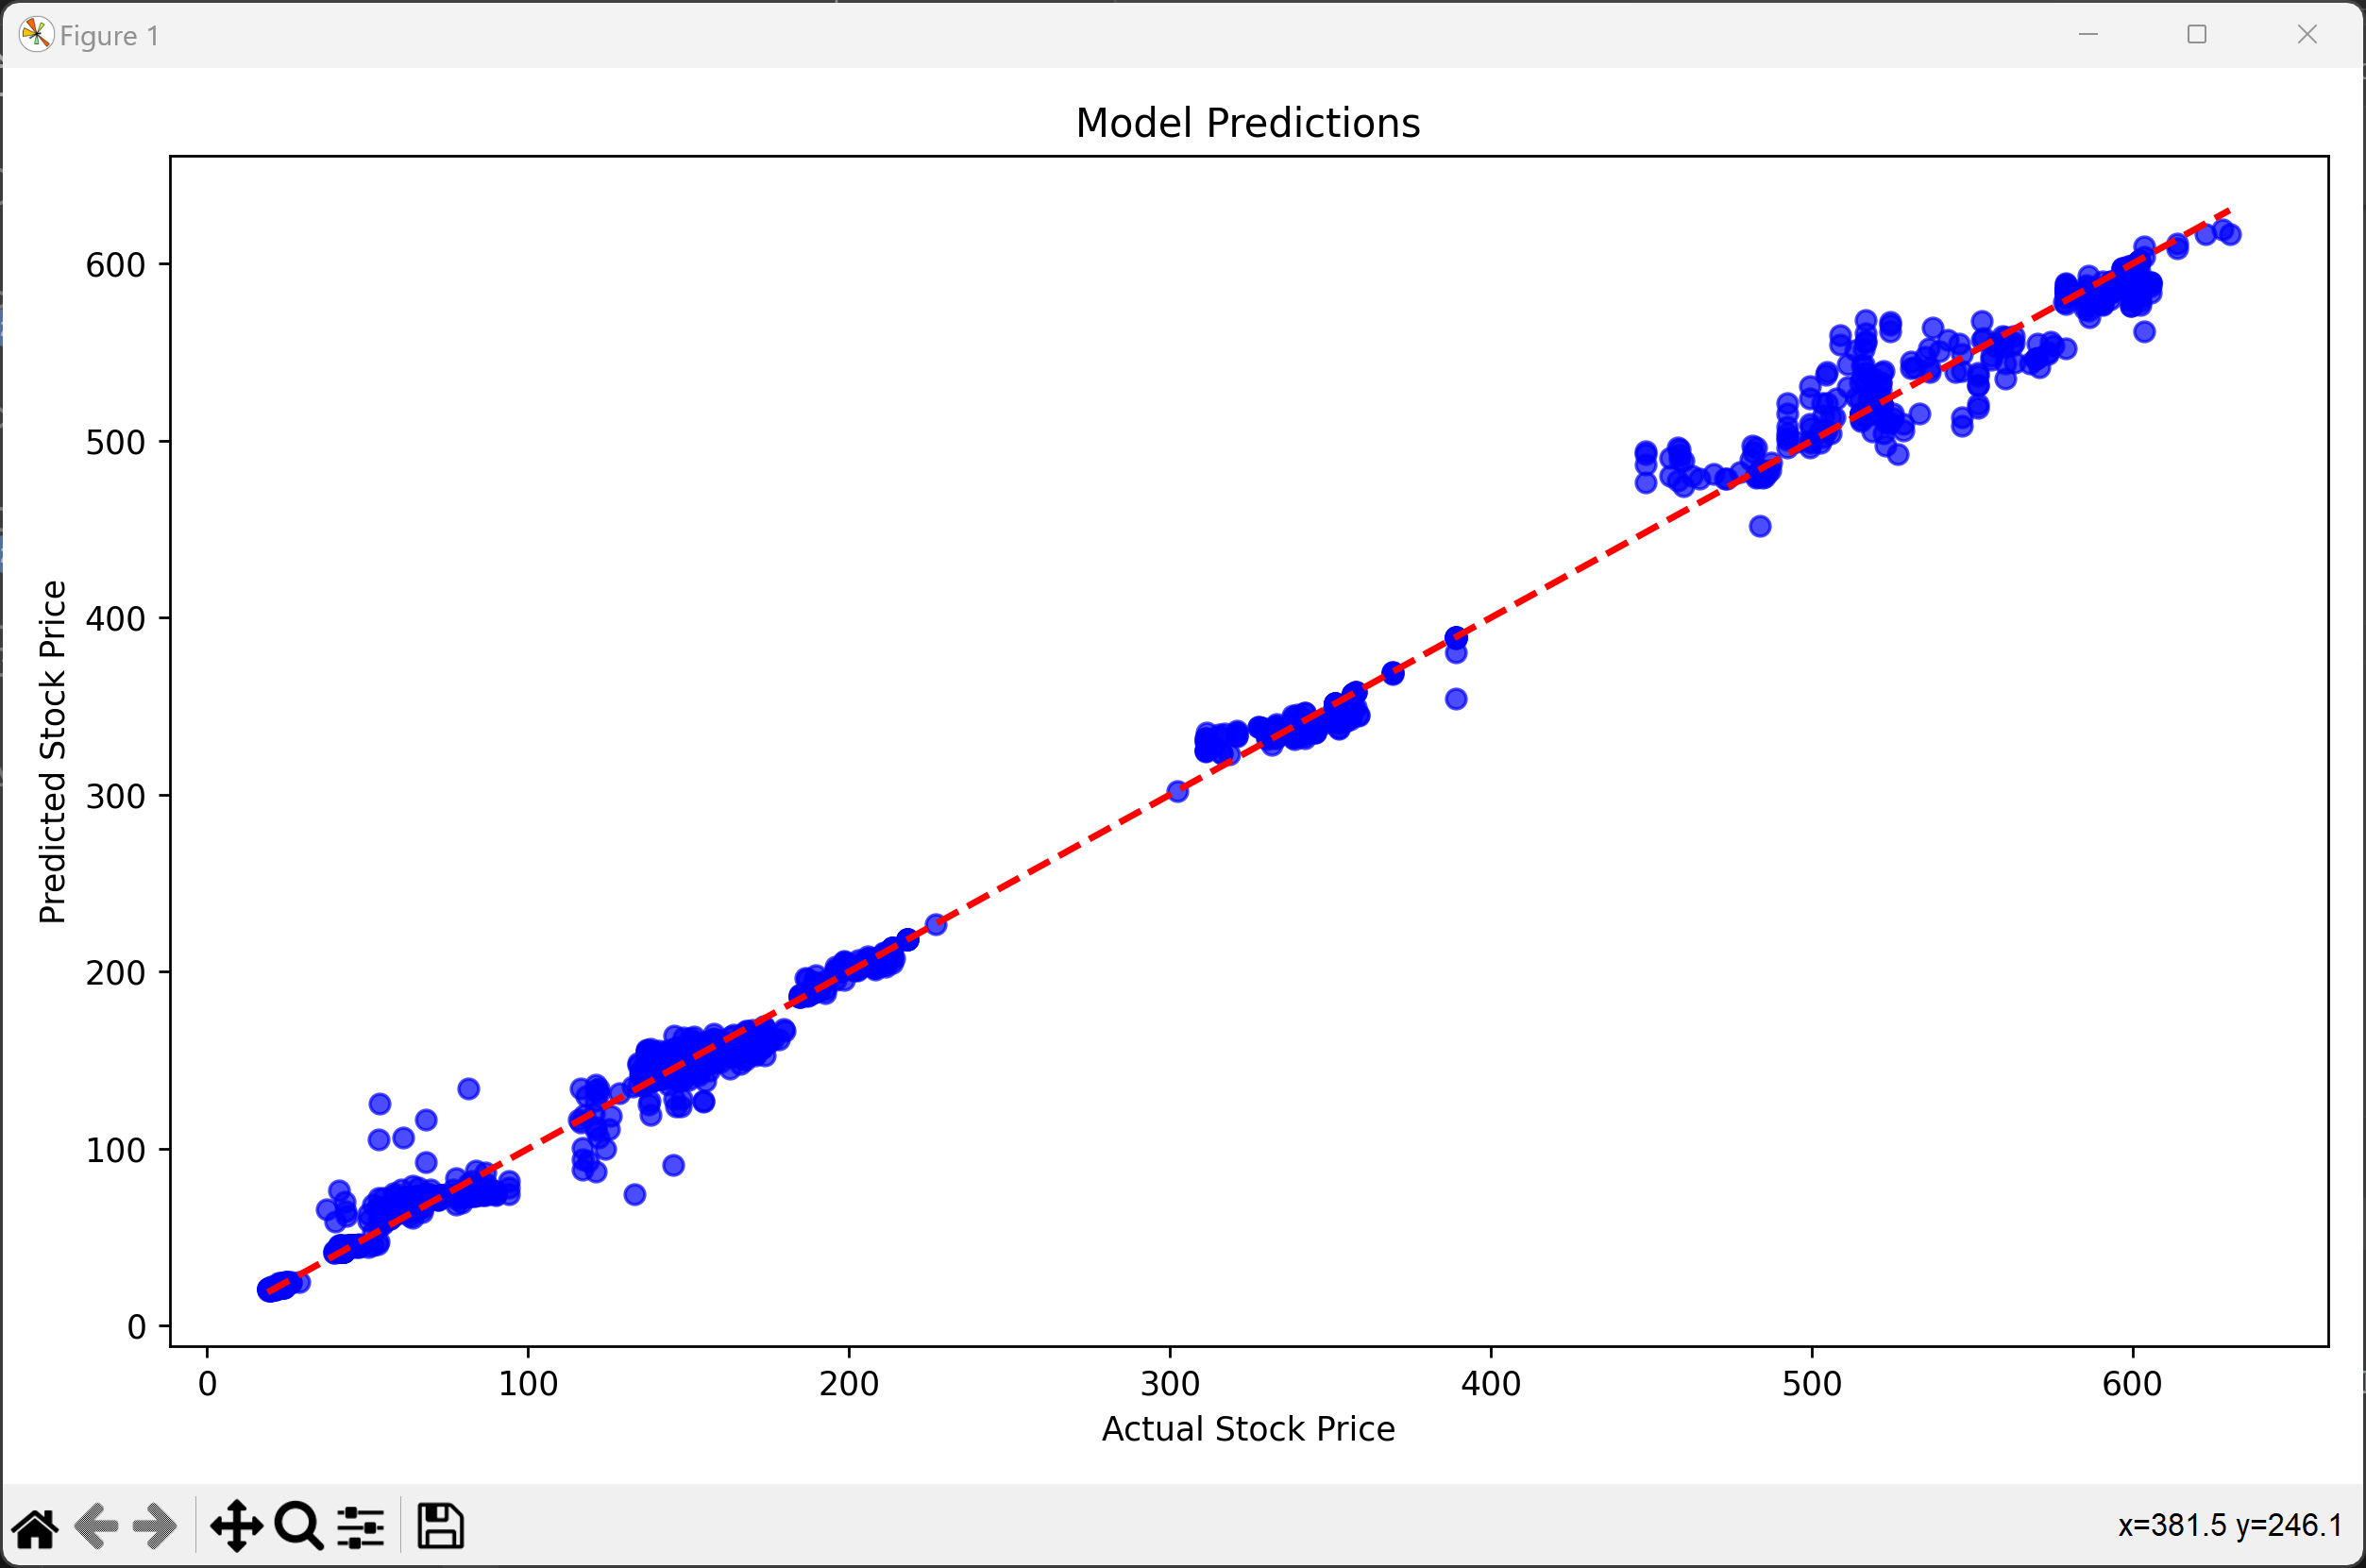 Figure 1
Model Predictions
Predicted Stock Price
600
500
400
300
200
100
0
0 100 200 300 400 500 600
Actual Stock Price
x=381.5 y=246.1